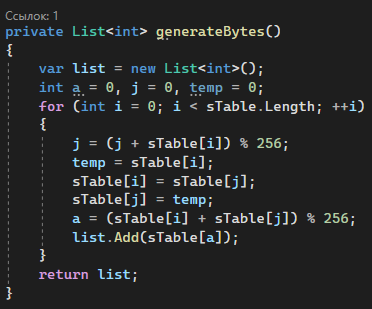 Ссылок: 1
private List<int> generateBytes()
{
    var list = new List<int>();
    int a = 0, j = 0, temp = 0;
    for (int i = 0; i < sTable.Length; ++i)
    {
        j = (j + sTable[i]) % 256;
        temp = sTable[i];
        sTable[i] = sTable[j];
        sTable[j] = temp;
        a = (sTable[i] + sTable[j]) % 256;
        list.Add(sTable[a]);
    }
    return list;
}